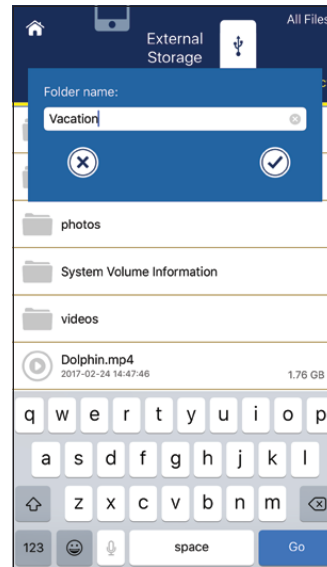 All Files
External
Storage
Folder name:
Vacation
photos
System Volume Information
videos
Dolphin.mp4
2017-02-24 14:47:46
1.76 GB
q w e r t y u i o p
a s d f g h j k l
z x c v b n m
123 space Go